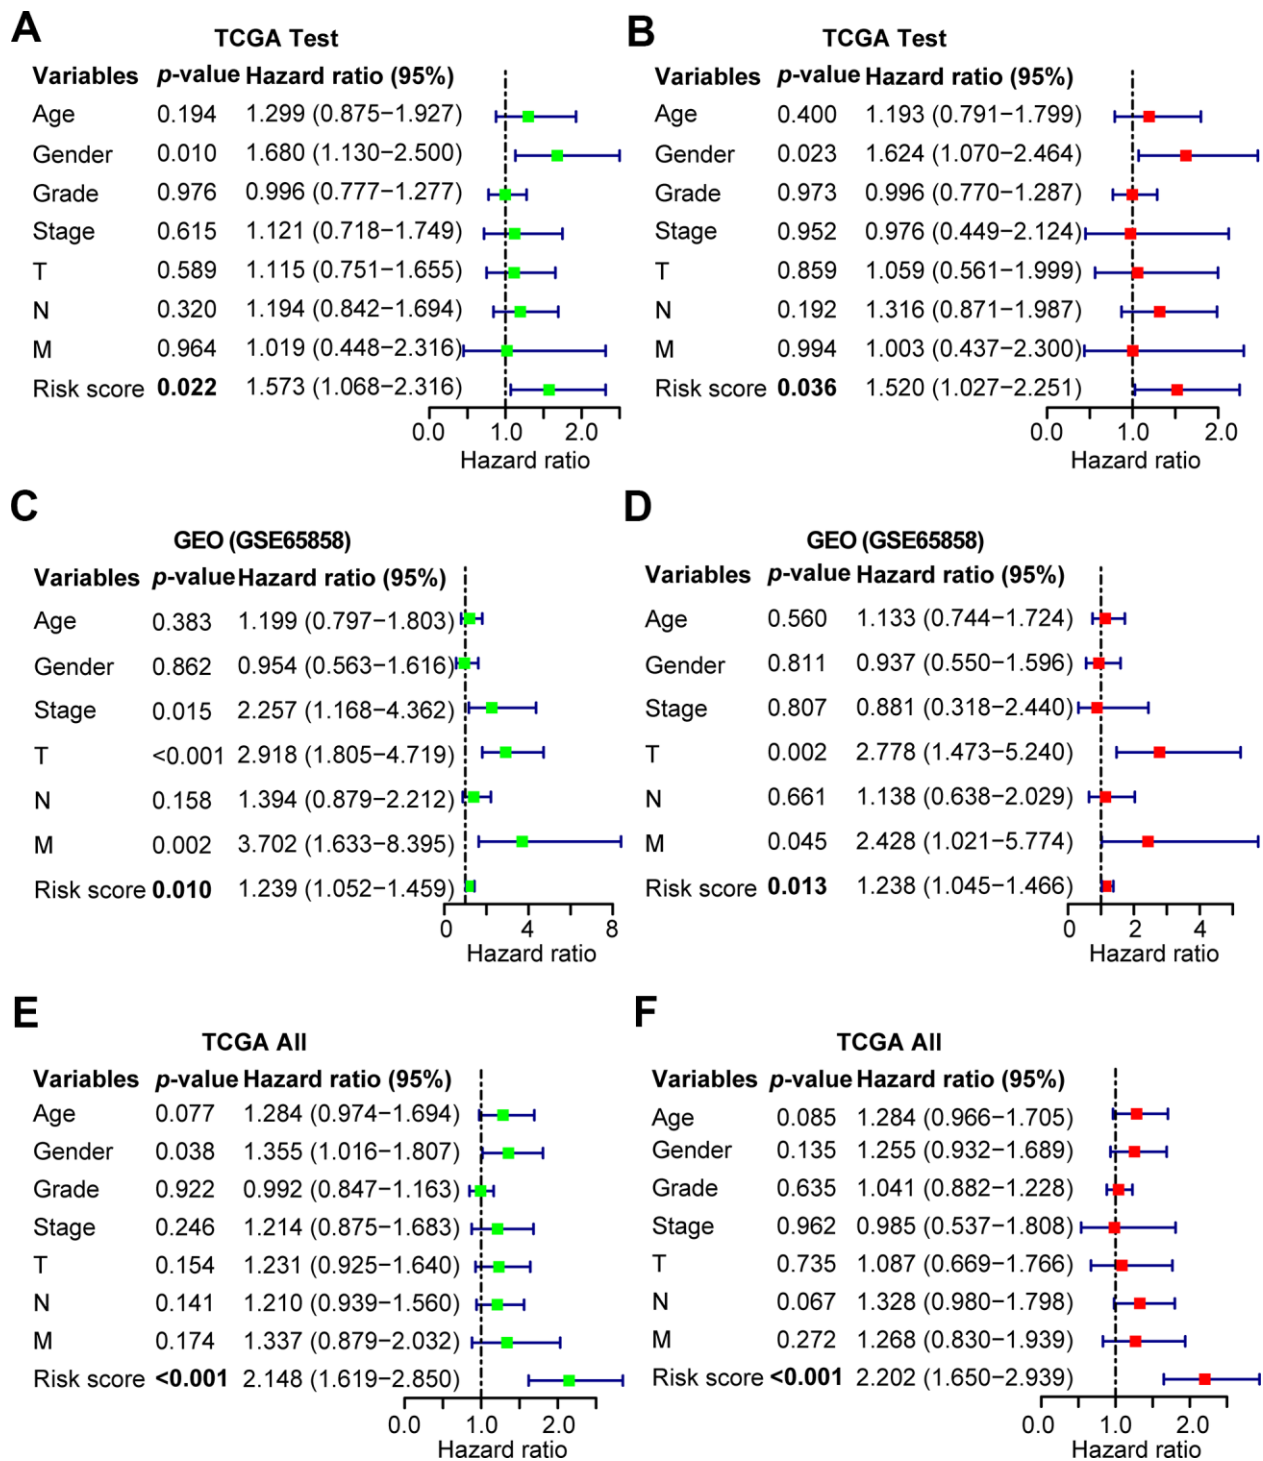 A
TCGA Test
Variables p-value Hazard ratio (95%)
Age 0.194 1.299 (0.875−1.927)
Gender 0.010 1.680 (1.130−2.500)
Grade 0.976 0.996 (0.777−1.277)
Stage 0.615 1.121 (0.718−1.749)
T 0.589 1.115 (0.751−1.655)
N 0.320 1.194 (0.842−1.694)
M 0.964 1.019 (0.448−2.316)
Risk score 0.022 1.573 (1.068−2.316)
0.0 1.0 2.0
Hazard ratio
B
TCGA Test
Variables p-value Hazard ratio (95%)
Age 0.400 1.193 (0.791−1.799)
Gender 0.023 1.624 (1.070−2.464)
Grade 0.973 0.996 (0.770−1.287)
Stage 0.952 0.976 (0.449−2.124)
T 0.859 1.059 (0.561−1.999)
N 0.192 1.316 (0.871−1.987)
M 0.994 1.003 (0.437−2.300)
Risk score 0.036 1.520 (1.027−2.251)
0.0 1.0 2.0
Hazard ratio
C
GEO (GSE65858)
Variables p-value Hazard ratio (95%)
Age 0.383 1.199 (0.797−1.803)
Gender 0.862 0.954 (0.563−1.616)
Stage 0.015 2.257 (1.168−4.362)
T <0.001 2.918 (1.805−4.719)
N 0.158 1.394 (0.879−2.212)
M 0.002 3.702 (1.633−8.395)
Risk score 0.010 1.239 (1.052−1.459)
0 4 8
Hazard ratio
D
GEO (GSE65858)
Variables p-value Hazard ratio (95%)
Age 0.560 1.133 (0.744−1.724)
Gender 0.811 0.937 (0.550−1.596)
Stage 0.807 0.881 (0.318−2.440)
T 0.002 2.778 (1.473−5.240)
N 0.661 1.138 (0.638−2.029)
M 0.045 2.428 (1.021−5.774)
Risk score 0.013 1.238 (1.045−1.466)
0 2 4
Hazard ratio
E
TCGA All
Variables p-value Hazard ratio (95%)
Age 0.077 1.284 (0.974−1.694)
Gender 0.038 1.355 (1.016−1.807)
Grade 0.922 0.992 (0.847−1.163)
Stage 0.246 1.214 (0.875−1.683)
T 0.154 1.231 (0.925−1.640)
N 0.141 1.210 (0.939−1.560)
M 0.174 1.337 (0.879−2.032)
Risk score <0.001 2.148 (1.619−2.850)
0.0 1.0 2.0
Hazard ratio
F
TCGA All
Variables p-value Hazard ratio (95%)
Age 0.085 1.284 (0.966−1.705)
Gender 0.135 1.255 (0.932−1.689)
Grade 0.635 1.041 (0.882−1.228)
Stage 0.962 0.985 (0.537−1.808)
T 0.735 1.087 (0.669−1.766)
N 0.067 1.328 (0.980−1.798)
M 0.272 1.268 (0.830−1.939)
Risk score <0.001 2.202 (1.650−2.939)
0.0 1.0 2.0
Hazard ratio